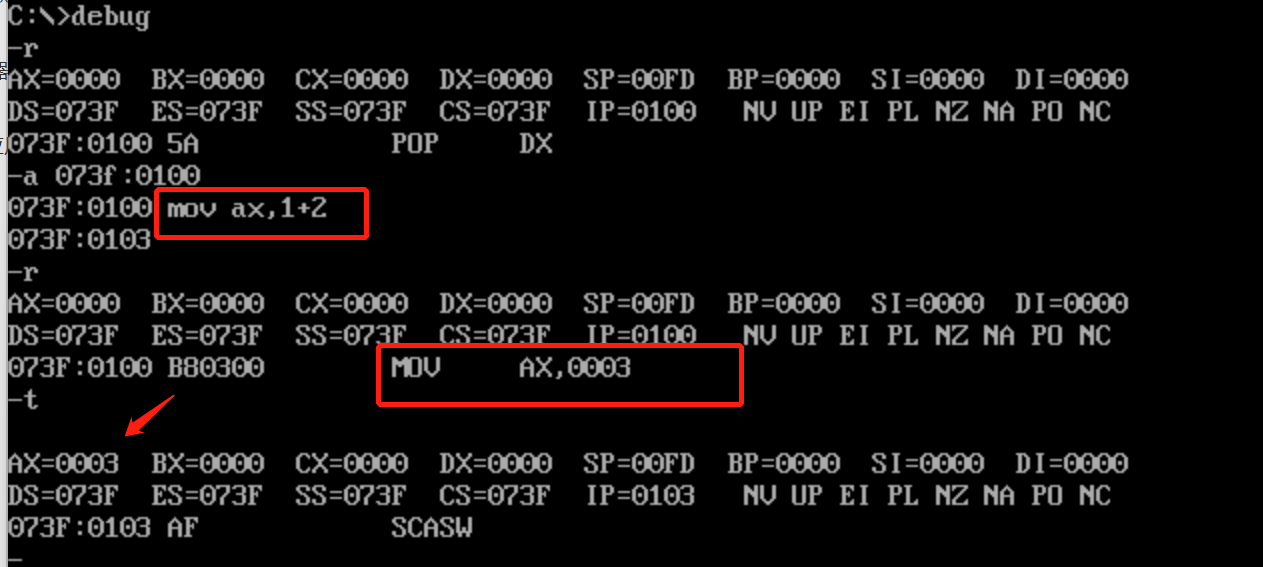 C:\>debug
-r
AX=0000 BX=0000 CX=0000 DX=0000 SP=00FD BP=0000 SI=0000 DI=0000
DS=073F ES=073F SS=073F CS=073F IP=0100 NV UP EI PL NZ NA PO NC
073F:0100 5A POP DX
-a 073f:0100
073F:0100 mov ax,1+2
073F:0103
-r
AX=0000 BX=0000 CX=0000 DX=0000 SP=00FD BP=0000 SI=0000 DI=0000
DS=073F ES=073F SS=073F CS=073F IP=0100 NV UP EI PL NZ NA PO NC
073F:0100 B80300 MOV AX,0003
-t
AX=0003 BX=0000 CX=0000 DX=0000 SP=00FD BP=0000 SI=0000 DI=0000
DS=073F ES=073F SS=073F CS=073F IP=0103 NV UP EI PL NZ NA PO NC
073F:0103 AF SCASW
-